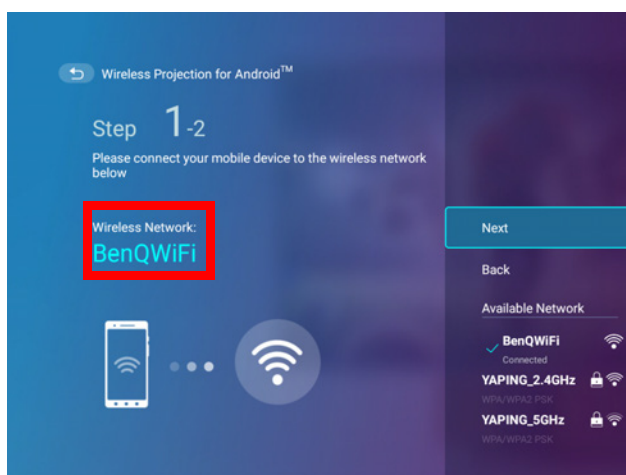 Wireless Projection for Android™
Step 1-2
Please connect your mobile device to the wireless network
below
Wireless Network:
BenQWiFi
Next
Back
Available Network
BenQWiFi
Connected
YAPING_2.4GHz
WPA/WPA2 PSK
YAPING_5GHz
WPA/WPA2 PSK